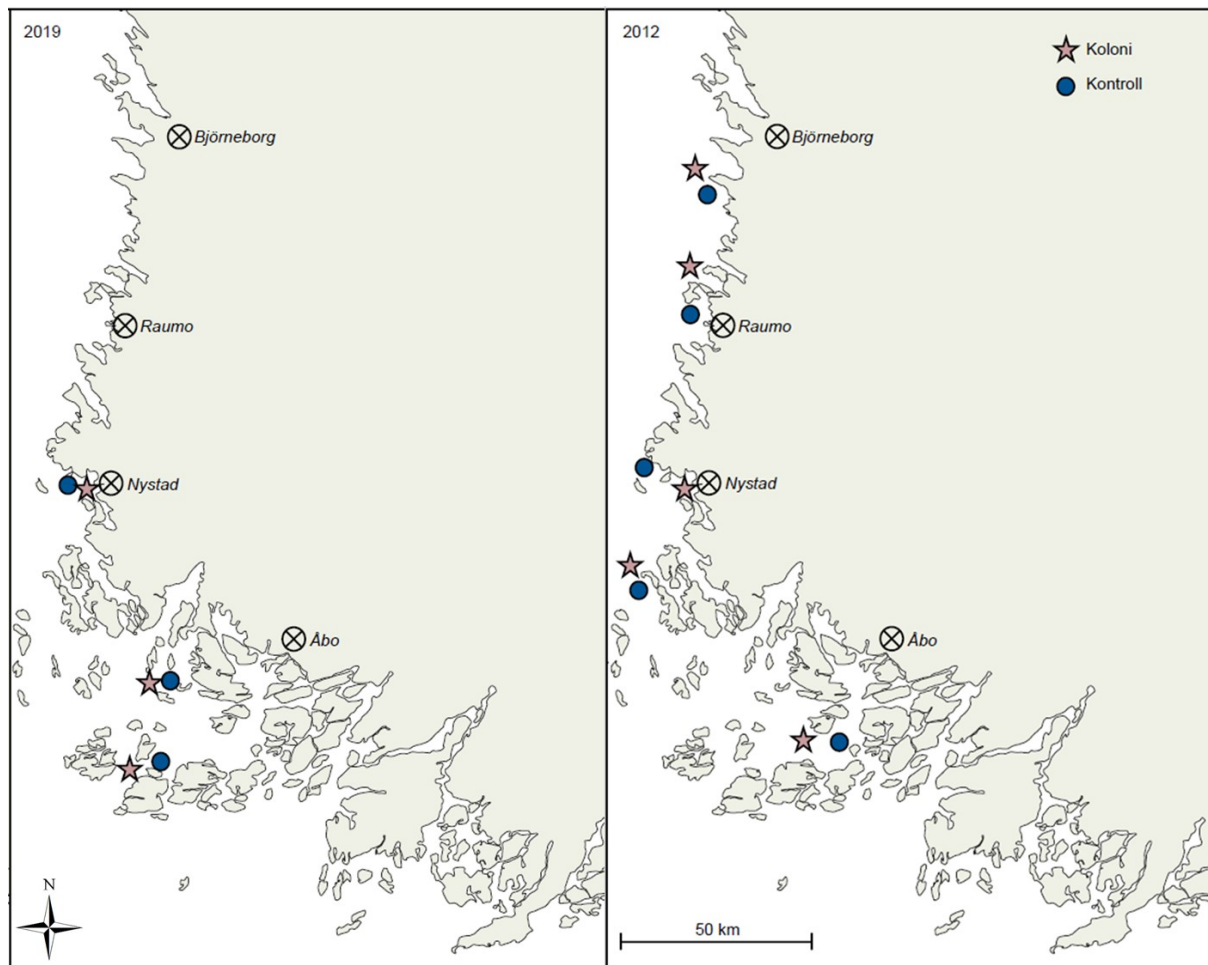 2019
Björneborg
Raumo
Nystad
Åbo
N
2012
Koloni
Kontroll
Björneborg
Raumo
Nystad
Åbo
50 km